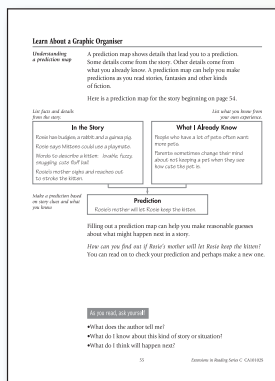 Learn About a Graphic Organiser
Understanding
a prediction map
A prediction map shows details that lead you to a prediction.
Some details come from the story. Other details come from
what you already know. A prediction map can help you make
predictions as you read stories, fantasies and other kinds
of fiction.
Here is a prediction map for the story beginning on page 54.
List facts and details
from the story.
List what you know from
your own experience.
In the Story
Rosie has budgies, a rabbit and a guinea pig.
Rosie says Mittens could use a playmate.
Words to describe a kitten: lovable, fuzzy,
snuggling, cute fluff ball
Rosie's mother sighs and reaches out
to stroke the kitten.
What I Already Know
People who have a lot of pets often want
more pets.
Parents sometimes change their mind
about not keeping a pet when they see
how cute the pet is.
Make a prediction based
on story clues and what
you know.
Prediction
Rosie's mother will let Rosie keep the kitten.
Filling out a prediction map can help you make reasonable guesses
about what might happen next in a story.
How can you find out if Rosie's mother will let Rosie keep the kitten?
You can read on to check your prediction and perhaps make a new one.
As you read, ask yourself
•What does the author tell me?
•What do I know about this kind of story or situation?
•What do I think will happen next?
55
Extensions in Reading Series C CAU0102S